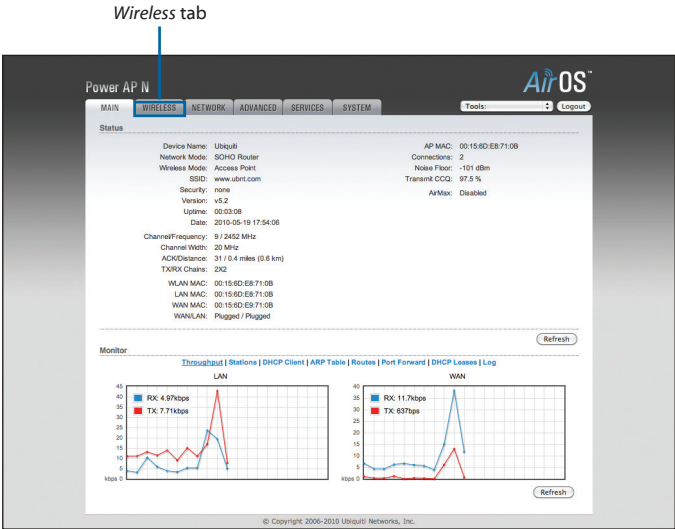 Wireless tab
Power AP N
AirOS™
MAIN WIRELESS NETWORK ADVANCED SERVICES SYSTEM Tools: Logout
Status
Device Name: Ubiquiti
Network Mode: SOHO Router
Wireless Mode: Access Point
SSID: www.ubnt.com
Security: none
Version: v5.2
Uptime: 00:03:08
Date: 2010-05-19 17:54:06
Channel/Frequency: 9 / 2452 MHz
Channel Width: 20 MHz
ACK/Distance: 31 / 0.4 miles (0.6 km)
TX/RX Chains: 2X2
WLAN MAC: 00:15:6D:E8:71:0B
LAN MAC: 00:15:6D:E8:71:0B
WAN MAC: 00:15:6D:E9:71:0B
WAN/LAN: Plugged / Plugged
AP MAC: 00:15:6D:E8:71:0B
Connections: 2
Noise Floor: -101 dBm
Transmit CCQ: 97.5 %
AirMax: Disabled
Refresh
Monitor
Throughput | Stations | DHCP Client | ARP Table | Routes | Port Forward | DHCP Leases | Log
LAN
45
40
35
30
25
20
15
10
5
kbps 0
RX: 4.97kbps
TX: 7.71kbps
WAN
40
35
30
25
20
15
10
5
kbps 0
RX: 11.7kbps
TX: 637bps
Refresh
© Copyright 2006-2010 Ubiquiti Networks, Inc.